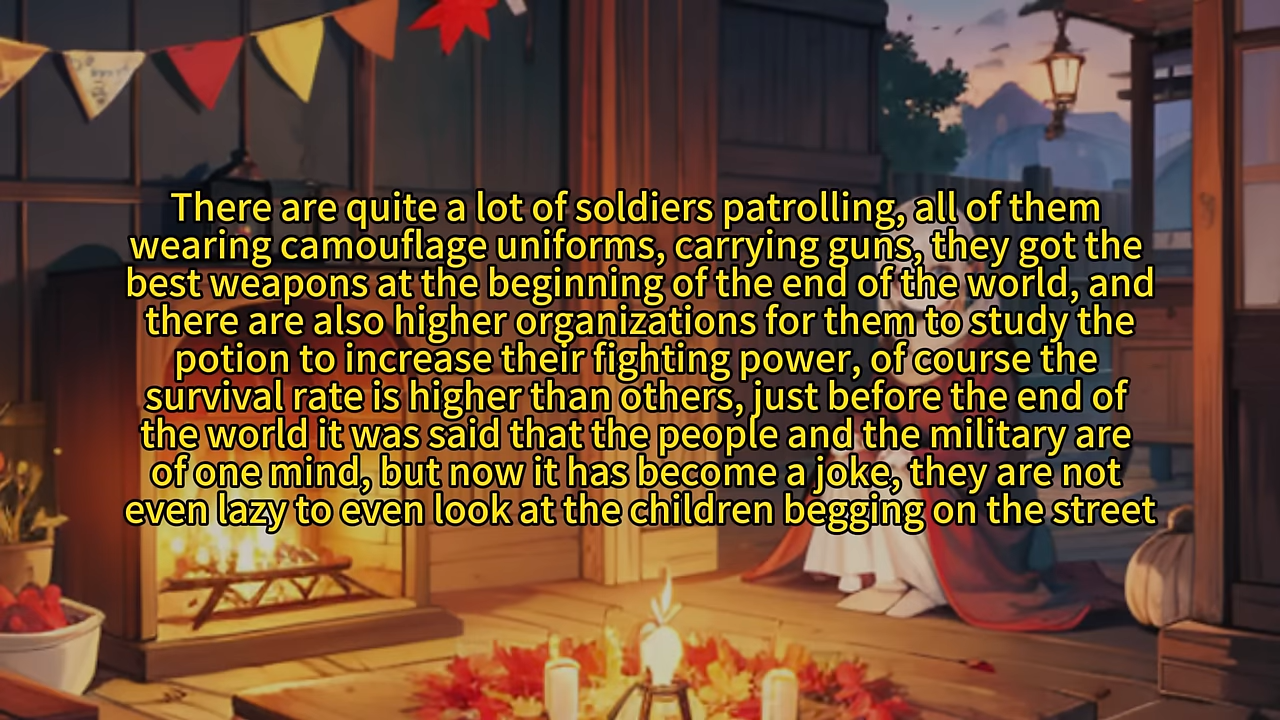 There are quite a lot of soldiers patrolling, all of them
wearing camouflage uniforms, carrying guns, they got the
best weapons at the beginning of the end of the world, and
there are also higher organizations for them to study the
potion to increase their fighting power, of course the
survival rate is higher than others, just before the end of
the world it was said that the people and the military are
of one mind, but now it has become a joke, they are not
even lazy to even look at the children begging on the street